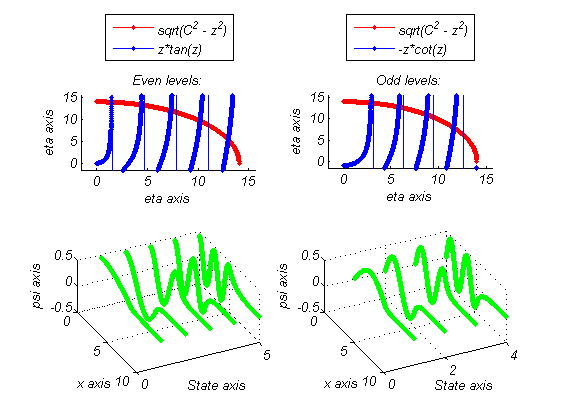 sqrt(C² - z²)
z*tan(z)
sqrt(C² - z²)
-z*cot(z)
Even levels:
Odd levels:
15
10
5
0
eta axis
0
5
10
15
eta axis
15
10
5
0
eta axis
0
5
10
15
eta axis
0.5
0
-0.5
psi axis
0
5
10
x axis
0
5
State axis
0.5
0
-0.5
psi axis
0
5
10
x axis
0
2
4
State axis